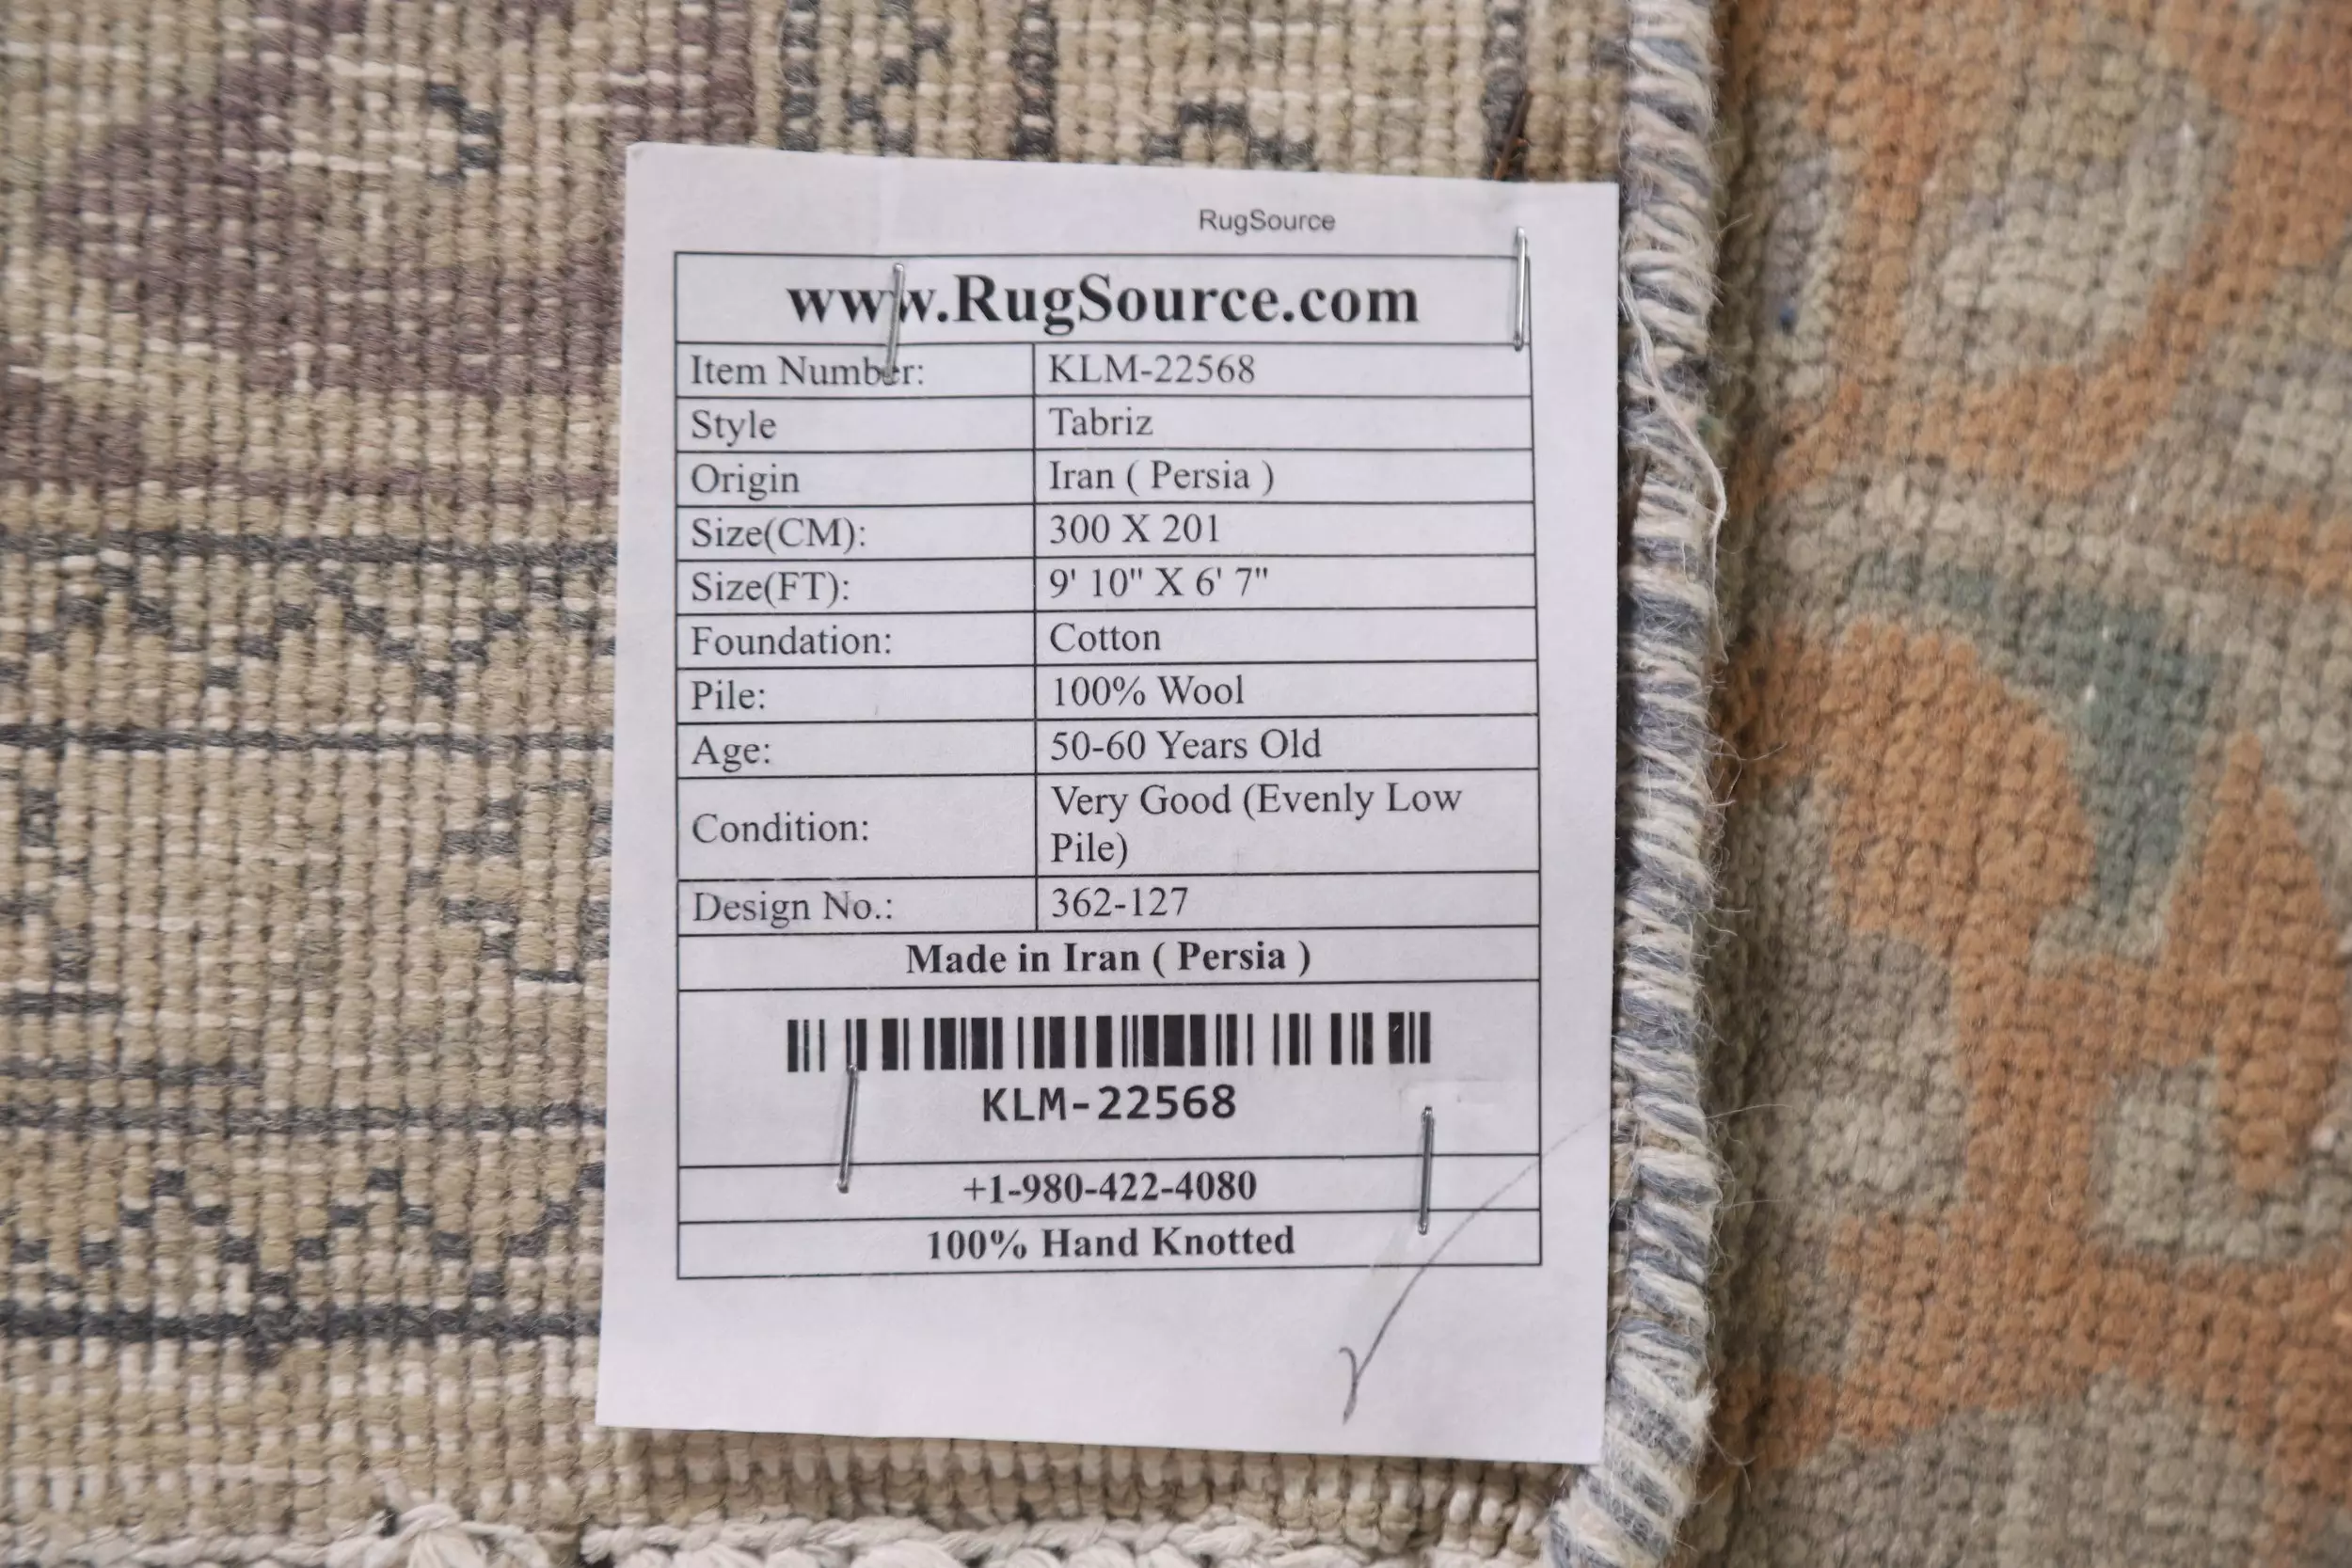 RugSource
www.RugSource.com
Item Number: KLM-22568
Style Tabriz
Origin Iran ( Persia )
Size(CM): 300 X 201
Size(FT): 9' 10" X 6' 7"
Foundation: Cotton
Pile: 100% Wool
Age: 50-60 Years Old
Condition: Very Good (Evenly Low
Pile)
Design No.: 362-127
Made in Iran ( Persia )
KLM-22568
+1-980-422-4080
100% Hand Knotted